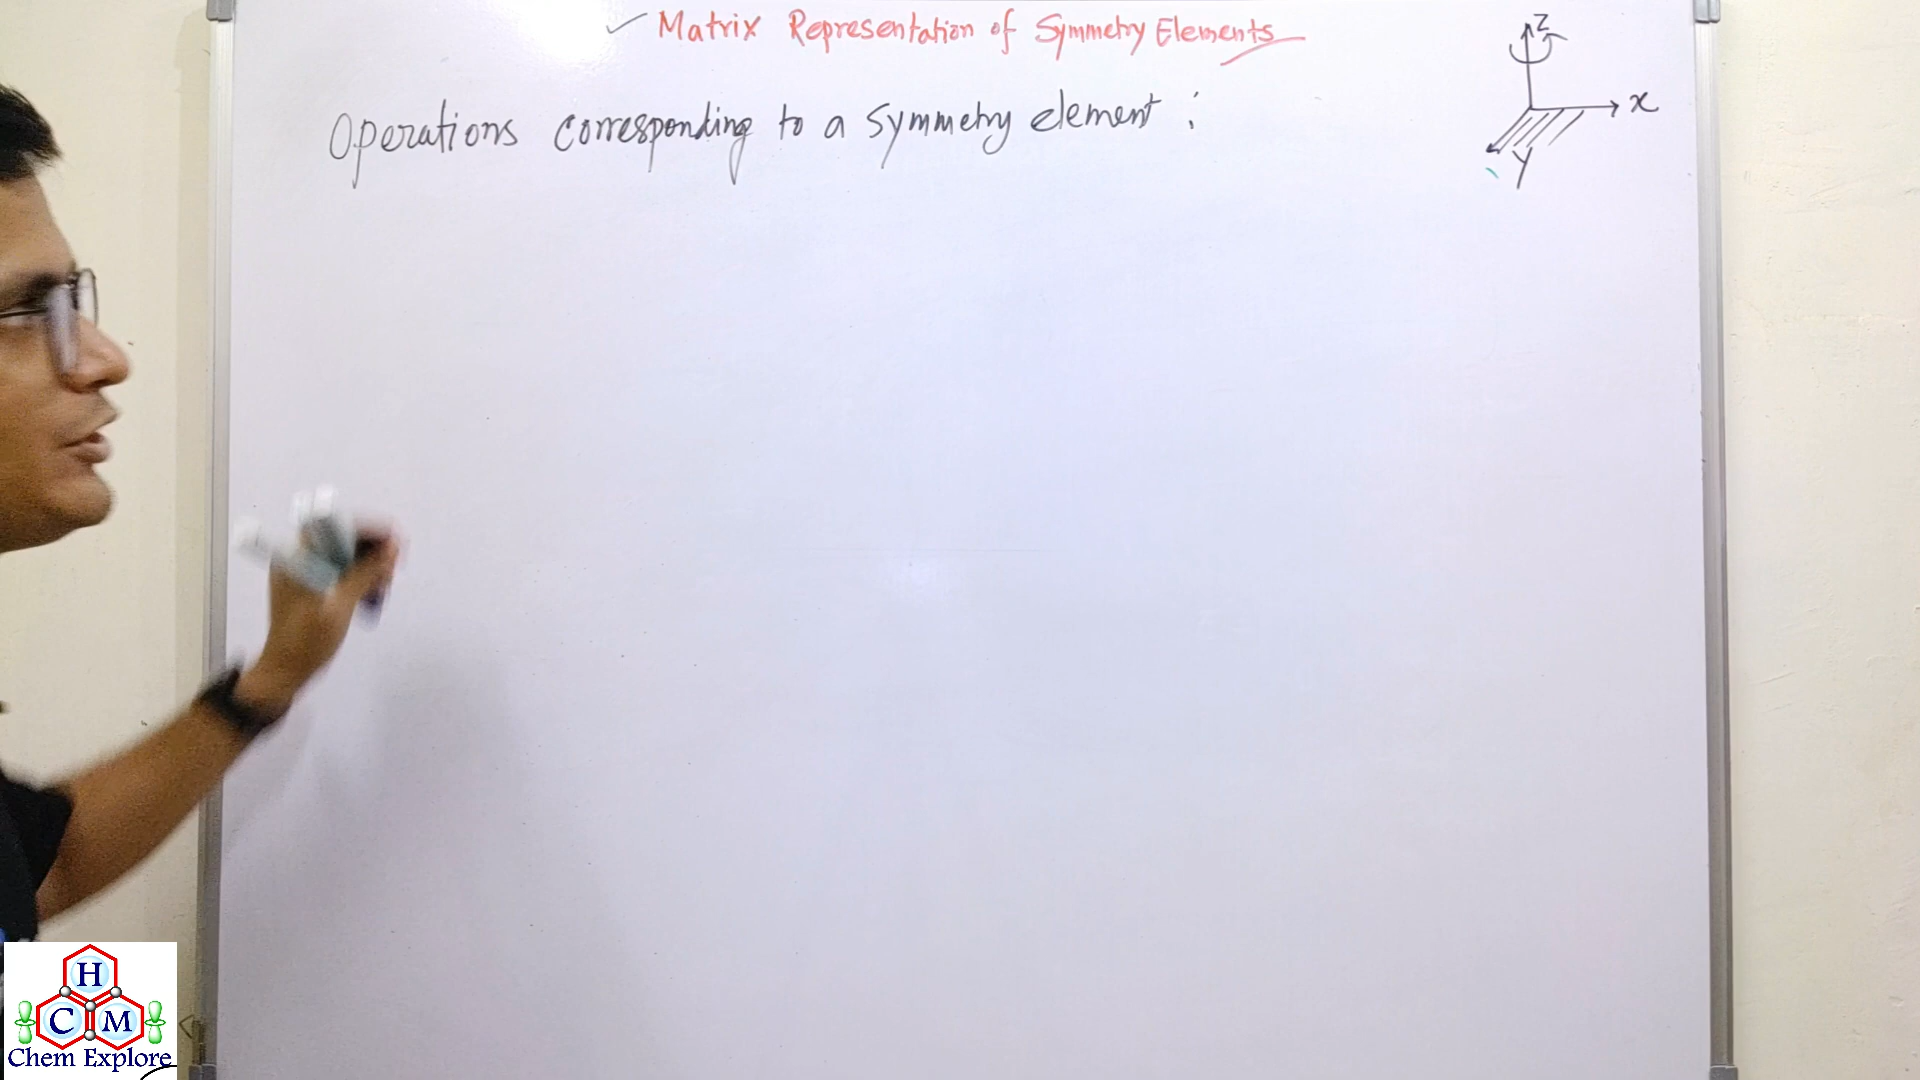 ✓ Matrix Representation of Symmetry Elements
Operations corresponding to a symmetry element :
Z
x
y
H
C M
Chem Explore